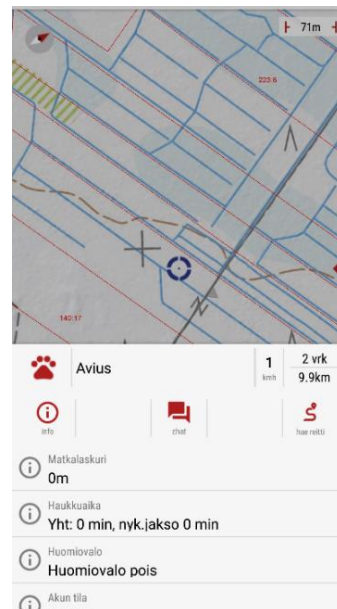 71m
223:6
140:17
Avius
1
kmh
2 vrk
9.9km
info
chat
hae reitti
Matkalaskuri
0m
Haukkuaika
Yht: 0 min, nyk.jakso 0 min
Huomiovalo
Huomiovalo pois
Akun tila